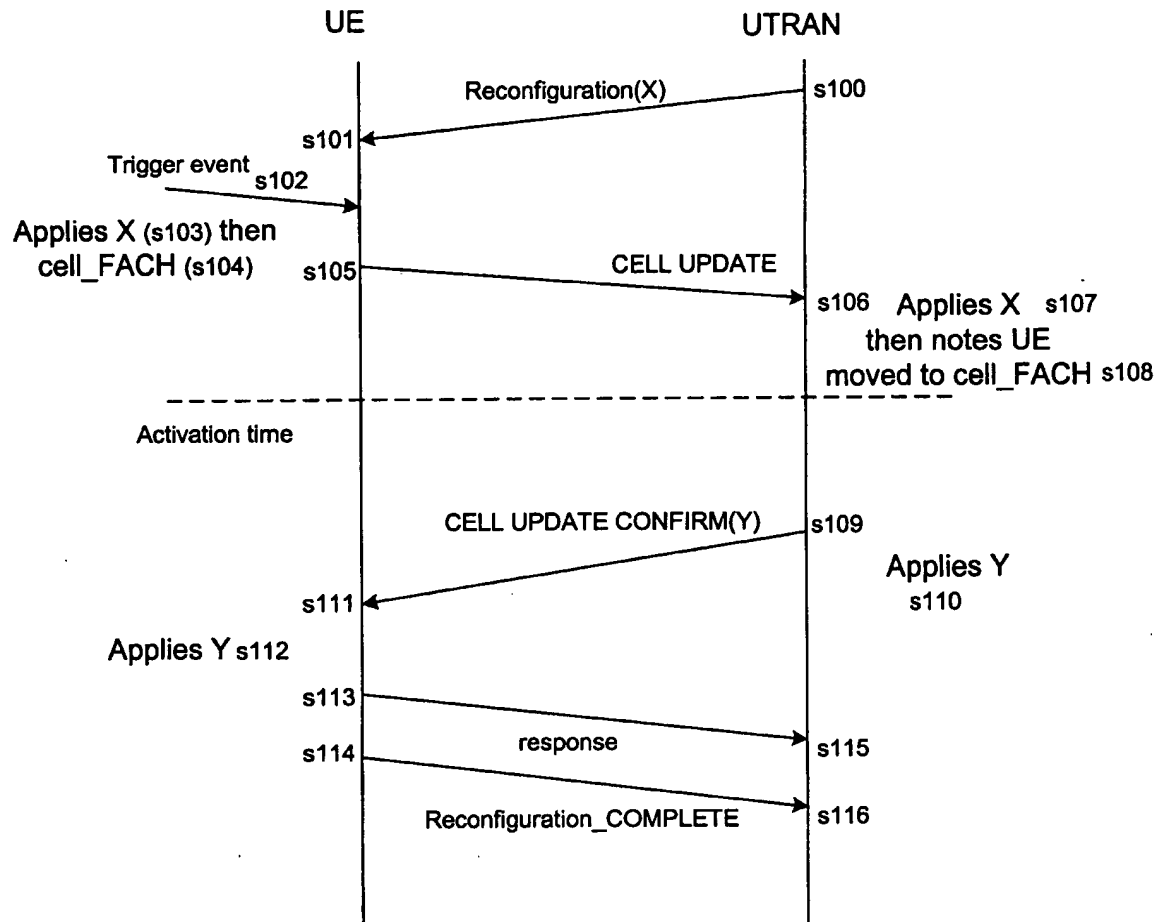 UE
UTRAN
Reconfiguration(X)
s100
s101
Trigger event
s102
Applies X (s103) then
cell_FACH (s104)
s105
CELL UPDATE
s106 Applies X s107
then notes UE
moved to cell_FACH s108
Activation time
CELL UPDATE CONFIRM(Y)
s109
Applies Y
s110
s111
Applies Y s112
s113
response
s115
s114
Reconfiguration_COMPLETE
s116